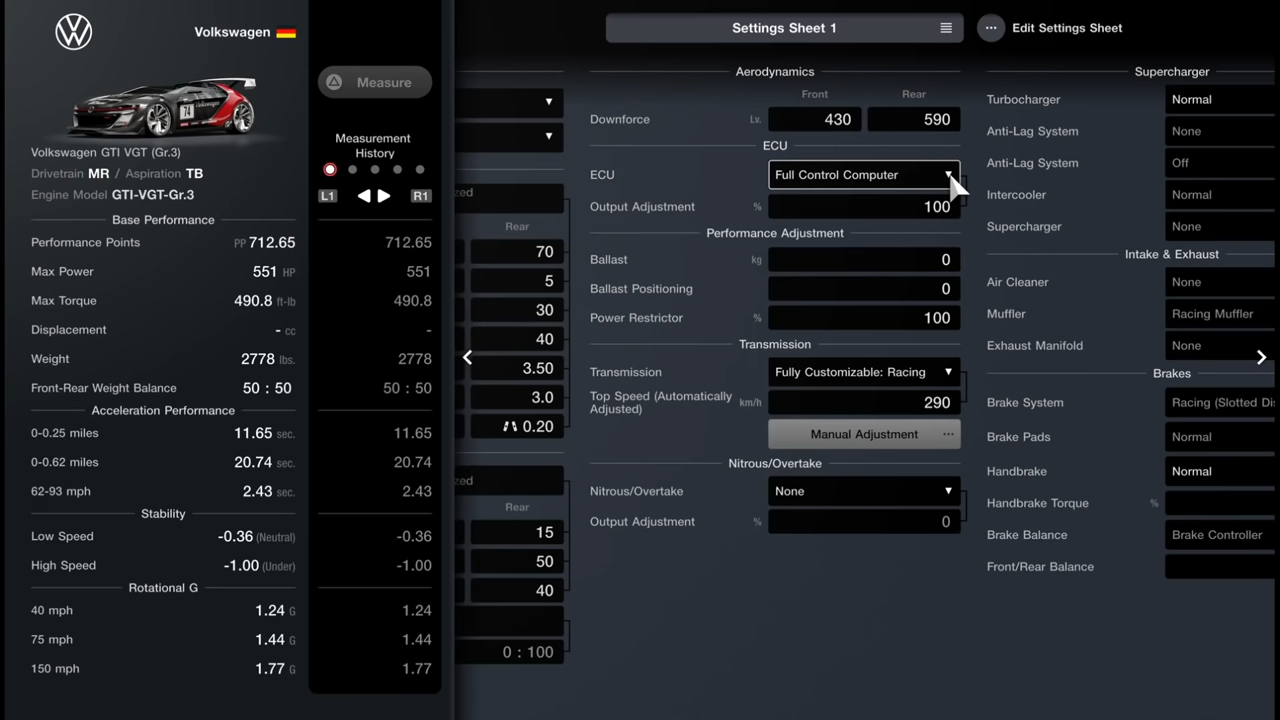 Volkswagen
Volkswagen GTI VGT (Gr.3)
Drivetrain MR / Aspiration TB
Engine Model GTI-VGT-Gr.3
Base Performance
Performance Points PP 712.65
Max Power 551 HP
Max Torque 490.8 ft-lb
Displacement - cc
Weight 2778 lbs.
Front-Rear Weight Balance 50 : 50
Acceleration Performance
0-0.25 miles 11.65 sec.
0-0.62 miles 20.74 sec.
62-93 mph 2.43 sec.
Stability
Low Speed -0.36 (Neutral)
High Speed -1.00 (Under)
Rotational G
40 mph 1.24 G
75 mph 1.44 G
150 mph 1.77 G
Measure
Measurement
History
L1 R1
712.65
551
490.8
-
2778
50 : 50
11.65
20.74
2.43
-0.36
-1.00
1.24
1.44
1.77
Settings Sheet 1
Edit Settings Sheet
zed
Rear
70
5
30
40
3.50
3.0
0.20
zed
Rear
15
50
40
0 : 100
Aerodynamics
Front Rear
Downforce Lv. 430 590
ECU
ECU Full Control Computer
Output Adjustment % 100
Performance Adjustment
Ballast kg 0
Ballast Positioning 0
Power Restrictor % 100
Transmission
Transmission Fully Customizable: Racing
Top Speed (Automatically
Adjusted) km/h 290
Manual Adjustment
Nitrous/Overtake
Nitrous/Overtake None
Output Adjustment % 0
Supercharger
Turbocharger Normal
Anti-Lag System None
Anti-Lag System Off
Intercooler Normal
Supercharger None
Intake & Exhaust
Air Cleaner None
Muffler Racing Muffler
Exhaust Manifold None
Brakes
Brake System Racing (Slotted Di
Brake Pads Normal
Handbrake Normal
Handbrake Torque %
Brake Balance Brake Controller
Front/Rear Balance